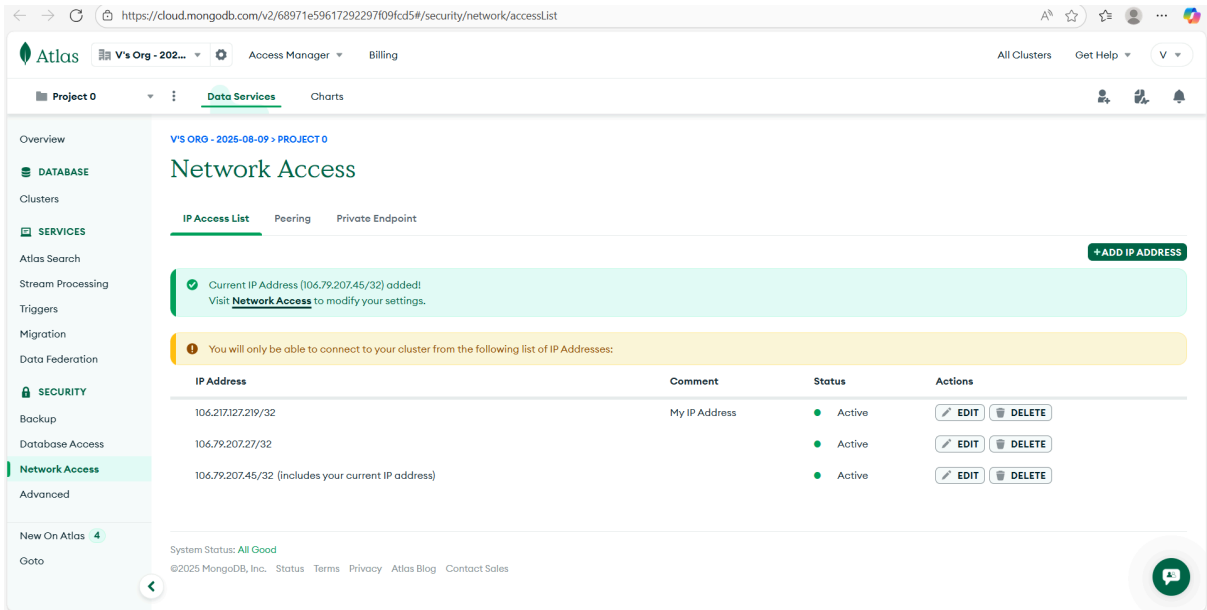 https://cloud.mongodb.com/v2/68971e59617292297f09fcd5#/security/network/accessList
Atlas V's Org - 202... Access Manager Billing All Clusters Get Help V
Project 0 Data Services Charts
Overview
DATABASE
Clusters
SERVICES
Atlas Search
Stream Processing
Triggers
Migration
Data Federation
SECURITY
Backup
Database Access
Network Access
Advanced
New On Atlas 4
Goto
V'S ORG - 2025-08-09 > PROJECT 0
Network Access
IP Access List Peering Private Endpoint
+ADD IP ADDRESS
Current IP Address (106.79.207.45/32) added!
Visit Network Access to modify your settings.
You will only be able to connect to your cluster from the following list of IP Addresses:
IP Address Comment Status Actions
106.217.127.219/32 My IP Address Active EDIT DELETE
106.79.207.27/32 Active EDIT DELETE
106.79.207.45/32 (includes your current IP address) Active EDIT DELETE
System Status: All Good
©2025 MongoDB, Inc. Status Terms Privacy Atlas Blog Contact Sales